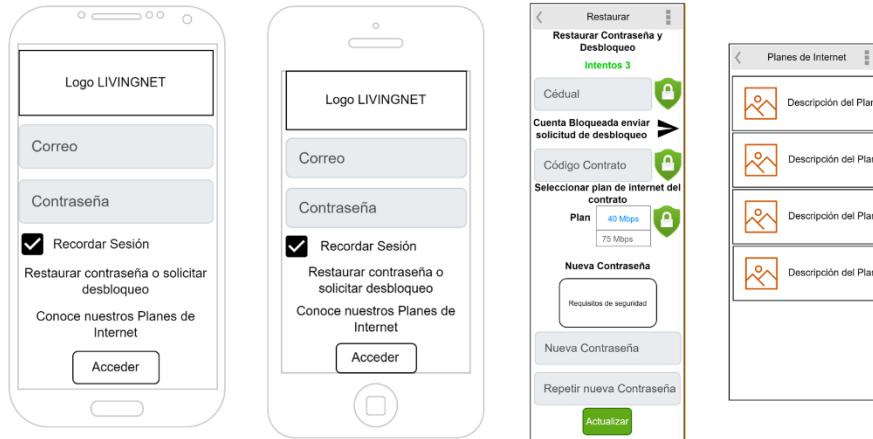 Logo LIVINGNET
Correo
Contraseña
Recordar Sesión
Restaurar contraseña o solicitar
desbloqueo
Conoce nuestros Planes de
Internet
Acceder
Logo LIVINGNET
Correo
Contraseña
Recordar Sesión
Restaurar contraseña o
solicitar desbloqueo
Conoce nuestros Planes de
Internet
Acceder
Restaurar
Restaurar Contraseña y
Desbloqueo
Intentos 3
Cédual
Cuenta Bloqueada enviar
solicitud de desbloqueo
Código Contrato
Seleccionar plan de internet del
contrato
Plan
40 Mbps
75 Mbps
Nueva Contraseña
Requisitos de seguridad
Nueva Contraseña
Repetir nueva Contraseña
Actualizar
Planes de Internet
Descripción del Plan
Descripción del Plan
Descripción del Plan
Descripción del Plan